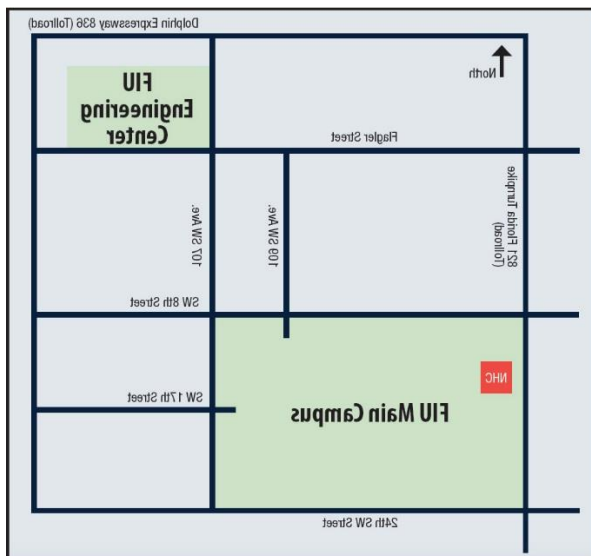 Dolphin Expressway 836 (Tollroad)
North
FIU
Engineering
Center
Flagler Street
107 SW Ave.
109 SW Ave.
821 Florida Turnpike
(Tollroad)
SW 8th Street
NHC
SW 17th Street
FIU Main Campus
24th SW Street